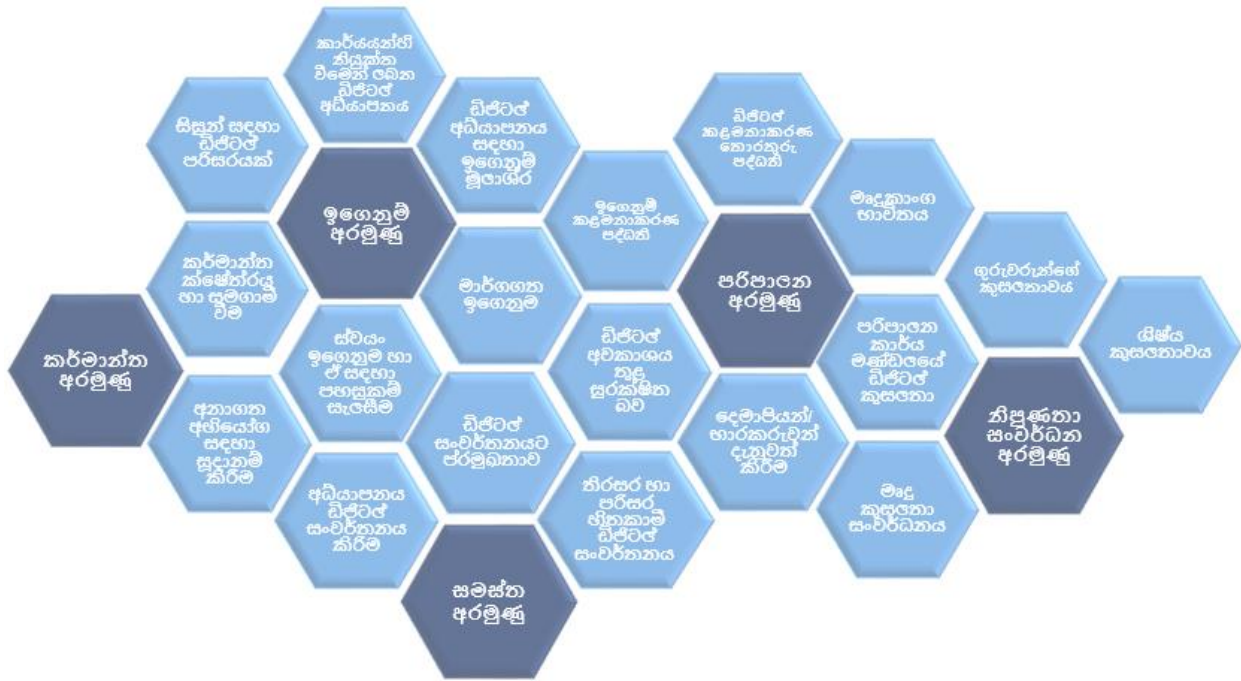 කාර්යයන්හි
නියුක්ත
වීමෙන් ලබන
ඩිජිටල්
අධ්යාපනය
සිසුන් සඳහා
ඩිජිටල්
පරිසරයක්
ඩිජිටල්
අධ්යාපනය
සඳහා
ඉගෙනුම්
මූලාශ්ර
ඉගෙනුම්
අරමුණු
ඉගෙනුම්
කළමනාකරණ
පද්ධති
ඩිජිටල්
කළමනාකරණ
තොරතුරු
පද්ධති
මෘදුකාංග
භාවිතය
ගුරුවරුන්ගේ
කුසලතාවය
ශිෂ්ය
කුසලතාවය
කර්මාන්ත
ක්ෂේත්රය
හා සමගාමී
වීම
මාර්ගගත
ඉගෙනුම
පරිපාලන
අරමුණු
කර්මාන්ත
අරමුණු
ස්වයං
ඉගෙනුම හා
ඒ සඳහා
පහසුකම්
සැලසීම
ඩිජිටල්
අවකාශය
තුළ
සුරක්ෂිත
බව
පරිපාලන
කාර්ය
මණ්ඩලයේ
ඩිජිටල්
කුසලතා
නිපුණතා
සංවර්ධන
අරමුණු
අනාගත
අභියෝග
සඳහා
සූදානම්
කිරීම
ඩිජිටල්
සංවර්තනයට
ප්රමුඛතාව
දෙමාපියන්/
භාරකරුවන්
දැනුවත්
කිරීම
අධ්යාපනය
ඩිජිටල්
සංවර්තනය
කිරීම
තිරසර හා
පරිසර
හිතකාමී
ඩිජිටල්
සංවර්තනය
මෘදු
කුසලතා
සංවර්ධනය
සමස්ත
අරමුණු